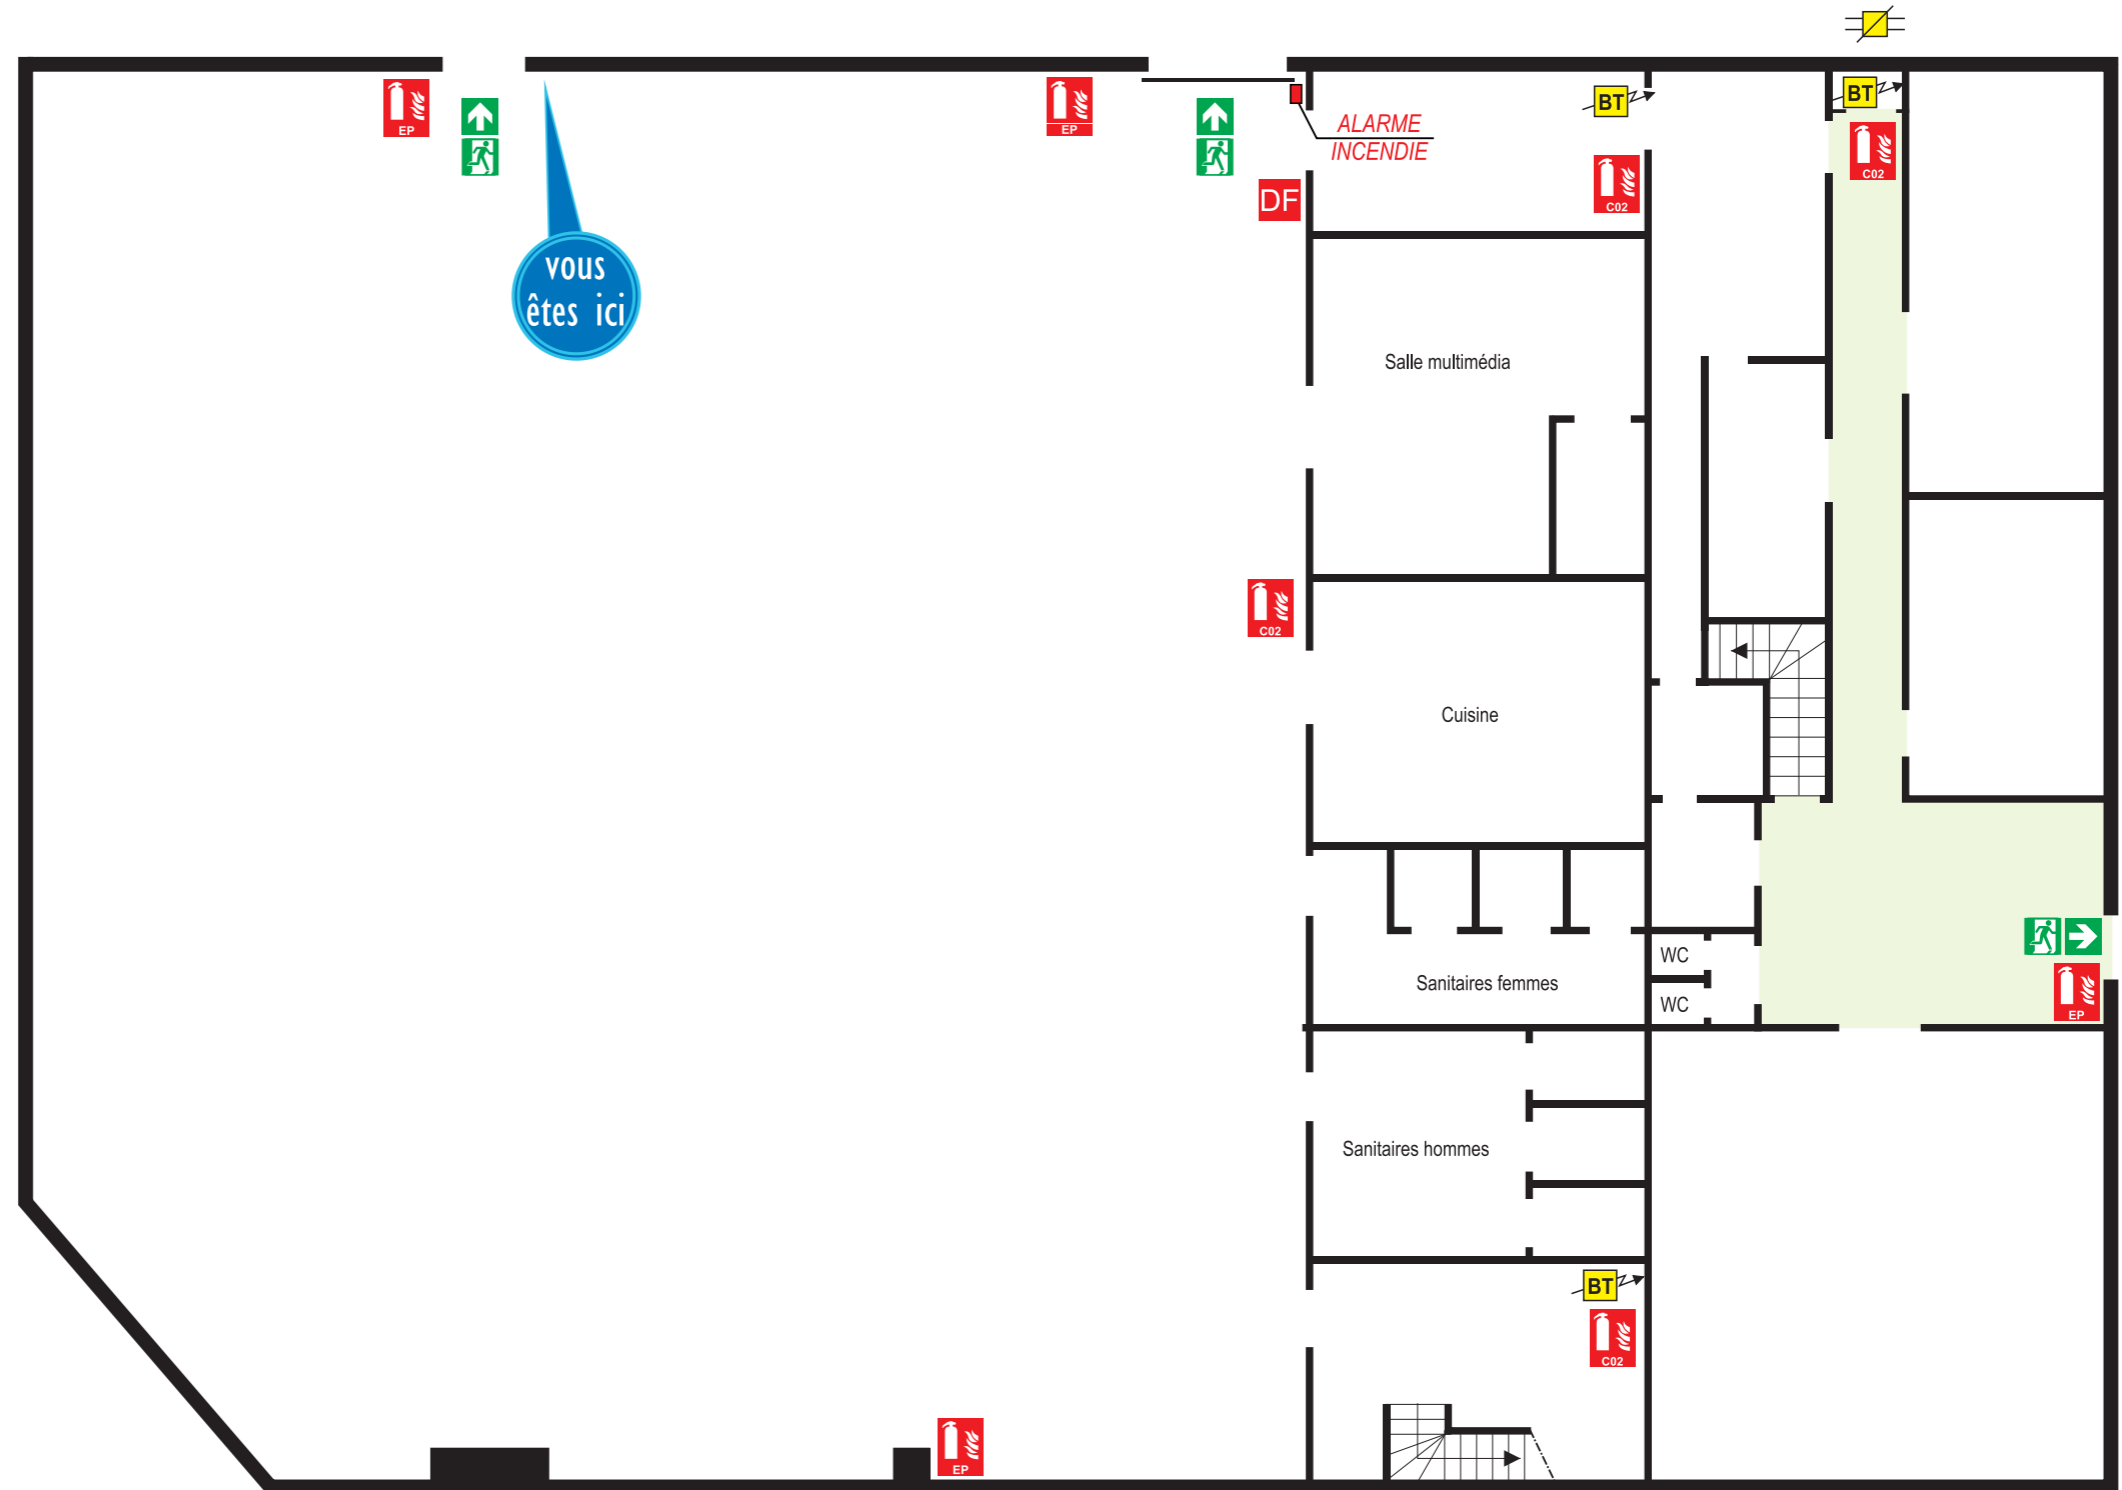 BT
BT
EP
EP
ALARME
INCENDIE
C02
C02
DF
vous
êtes ici
Salle multimédia
C02
Cuisine
WC
Sanitaires femmes
WC
EP
Sanitaires hommes
BT
C02
EP